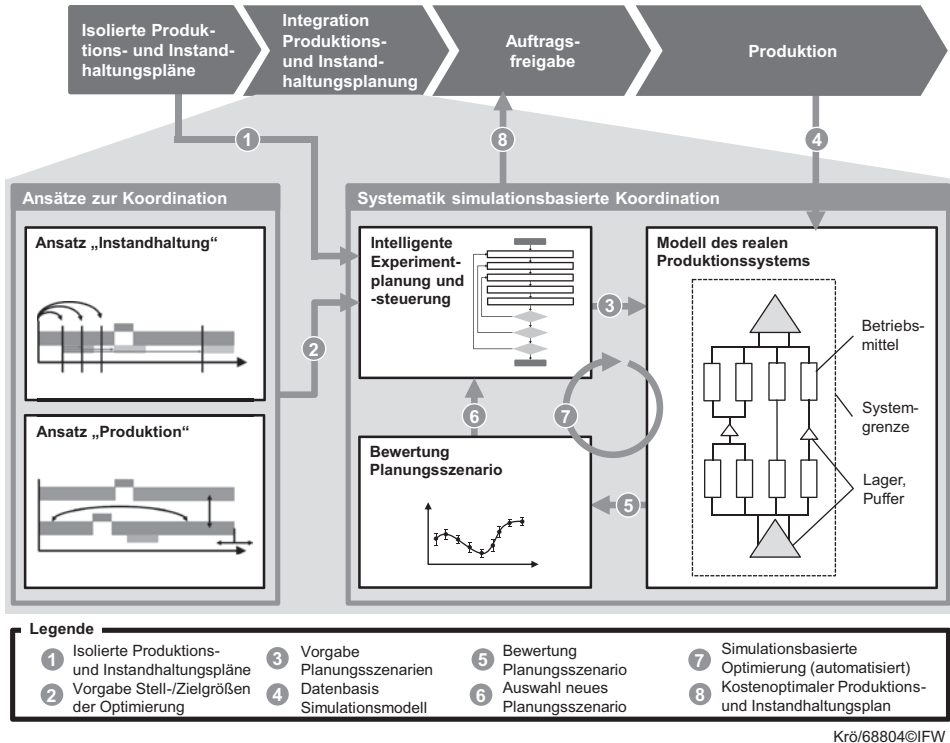 Isolierte Produk-
tions- und Instand-
haltungspläne
Integration
Produktions-
und Instand-
haltungsplanung
Auftrags-
freigabe
Produktion
1
8
4
Ansätze zur Koordination
Ansatz „Instandhaltung“
Ansatz „Produktion“
2
Systematik simulationsbasierte Koordination
Intelligente
Experiment-
planung und
-steuerung
3
6
7
Bewertung
Planungsszenario
5
Modell des realen
Produktionssystems
Betriebs-
mittel
System-
grenze
Lager,
Puffer
Legende
1 Isolierte Produktions-
und Instandhaltungspläne
2 Vorgabe Stell-/Zielgrößen
der Optimierung
3 Vorgabe
Planungsszenarien
4 Datenbasis
Simulationsmodell
5 Bewertung
Planungsszenario
6 Auswahl neues
Planungsszenario
7 Simulationsbasierte
Optimierung (automatisiert)
8 Kostenoptimaler Produktions-
und Instandhaltungsplan
Krö/68804©IFW